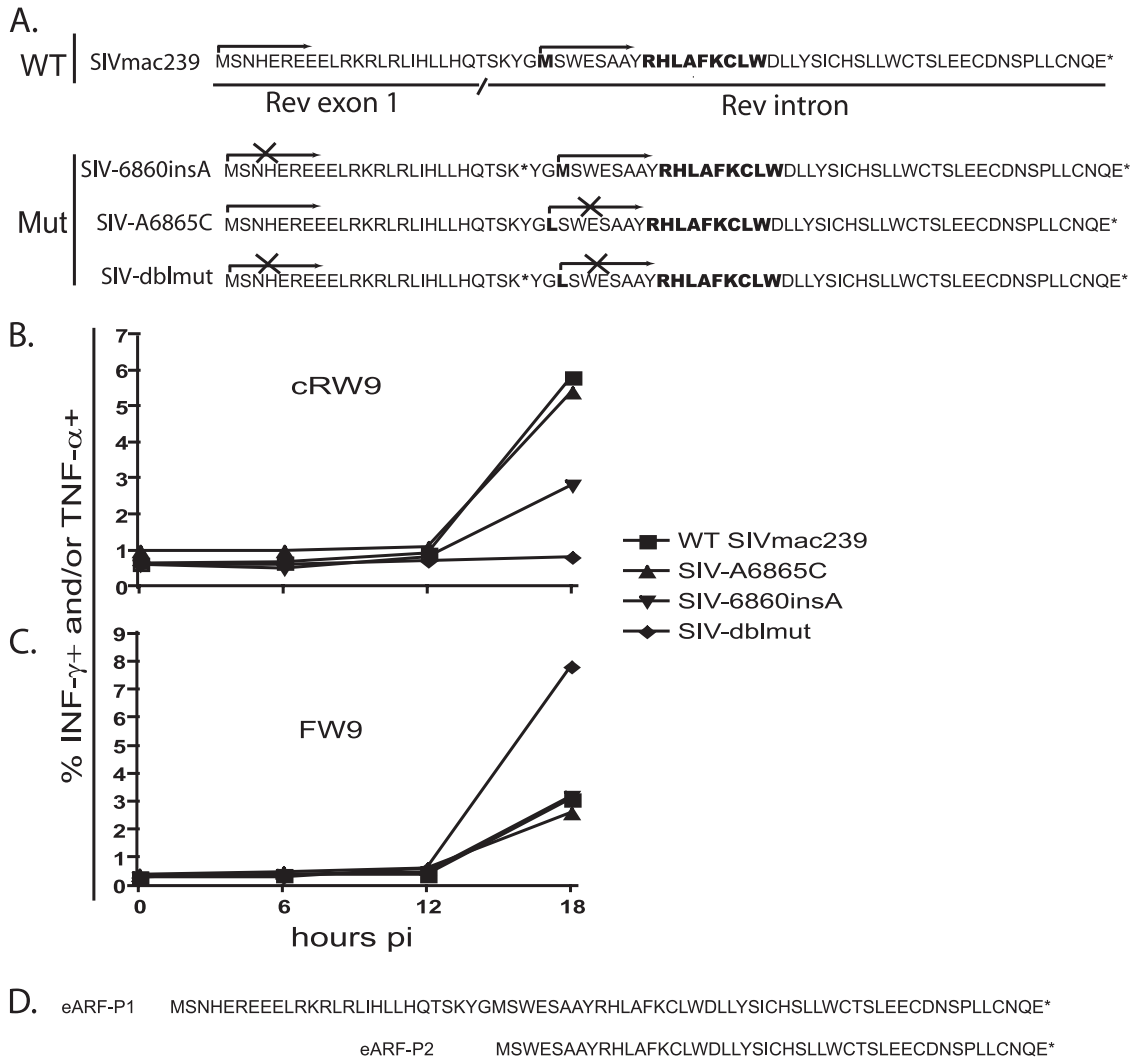 A.
WT SIVmac239 MSNHEREEELRKRLRLIHLLHQTSKYGMSWESAAYRHLAFKCLWDLLYSICHSLLWCTSLEECDNSPLLCNQE*
Rev exon 1 Rev intron
Mut
SIV-6860insA MSNHEREEELRKRLRLIHLLHQTSK*YGMSWESAAYRHLAFKCLWDLLYSICHSLLWCTSLEECDNSPLLCNQE*
SIV-A6865C MSNHEREEELRKRLRLIHLLHQTSKYGLSWESAAYRHLAFKCLWDLLYSICHSLLWCTSLEECDNSPLLCNQE*
SIV-dblmut MSNHEREEELRKRLRLIHLLHQTSK*YGLSWESAAYRHLAFKCLWDLLYSICHSLLWCTSLEECDNSPLLCNQE*
B.
% INF-γ+ and/or TNF-α+
7
6
5
4
3
2
1
0
cRW9
WT SIVmac239
SIV-A6865C
SIV-6860insA
SIV-dblmut
C.
9
8
7
6
5
4
3
2
1
0
FW9
0 6 12 18
hours pi
D. eARF-P1 MSNHEREEELRKRLRLIHLLHQTSKYGMSWESAAYRHLAFKCLWDLLYSICHSLLWCTSLEECDNSPLLCNQE*
eARF-P2 MSWESAAYRHLAFKCLWDLLYSICHSLLWCTSLEECDNSPLLCNQE*